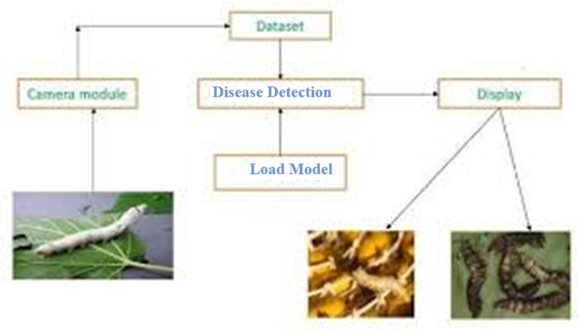 Dataset
Camera module
Disease Detection
Display
Load Model